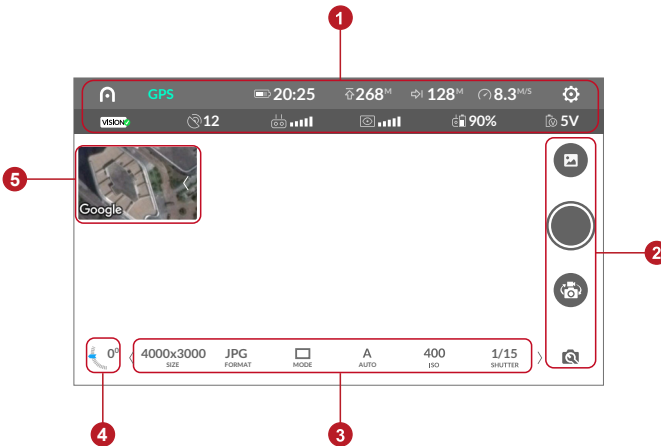 1
GPS 20:25 268M 128M 8.3M/S
VISION 12 90% 5V
5
Google
2
0° 4000x3000 JPG A 400 1/15
SIZE FORMAT MODE AUTO ISO SHUTTER
4 3